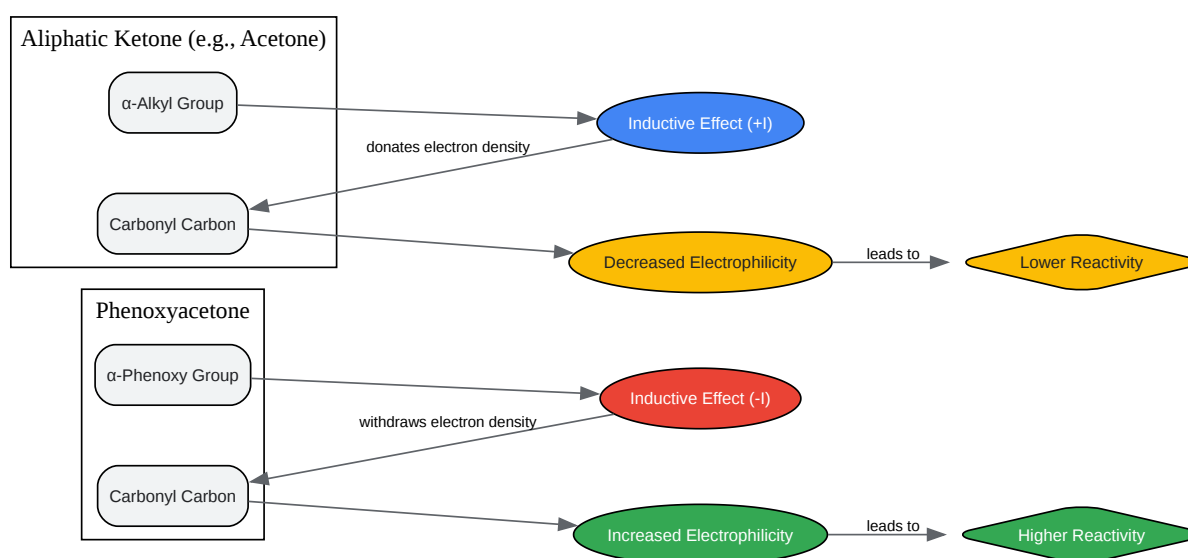 Aliphatic Ketone (e.g., Acetone)
α-Alkyl Group
Inductive Effect (+I)
donates electron density
Carbonyl Carbon
Decreased Electrophilicity
leads to
Lower Reactivity
Phenoxyacetone
α-Phenoxy Group
Inductive Effect (-I)
withdraws electron density
Carbonyl Carbon
Increased Electrophilicity
leads to
Higher Reactivity